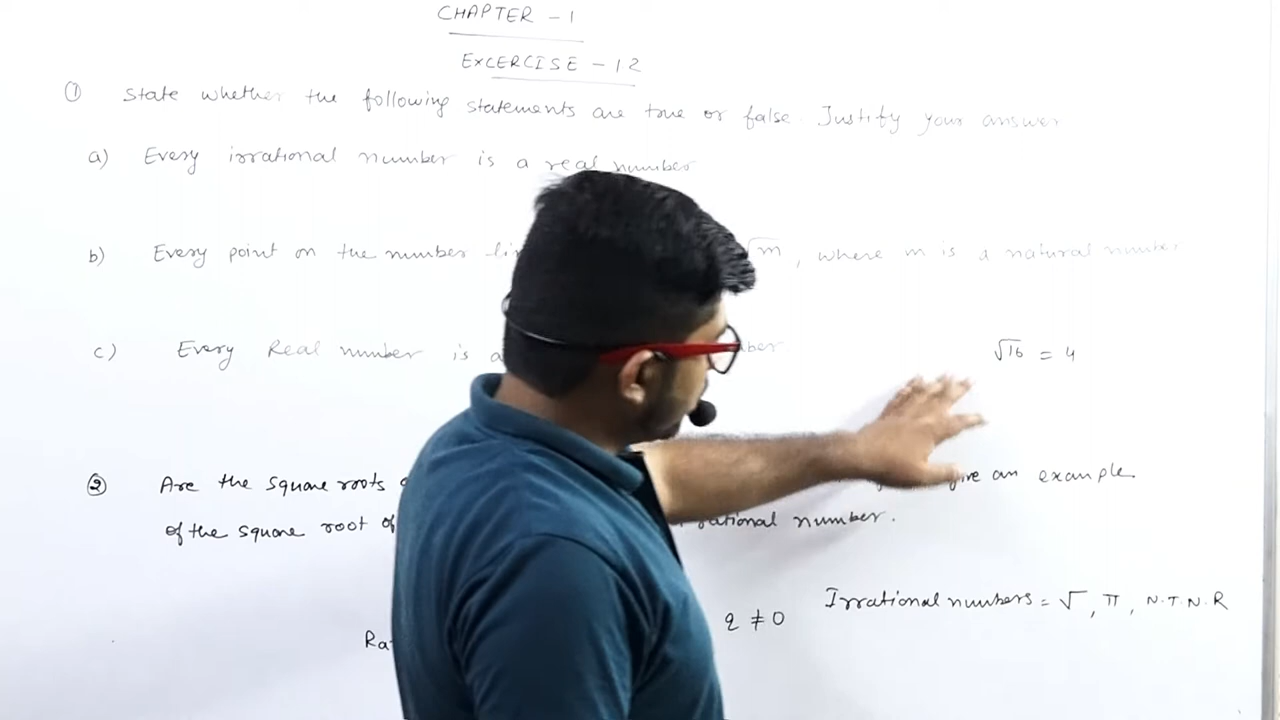 CHAPTER - 1
EXCERCISE - 1.2
① State whether the following statements are true or false. Justify your answer
a) Every irrational number is a real number
b) Every point on the number √m, where m is a natural number
c) Every Real number is
√16 = 4
② Are the square roots give an example
of the square root of rational number.
Irrational numbers = √, π, N.T.N.R
q ≠ 0